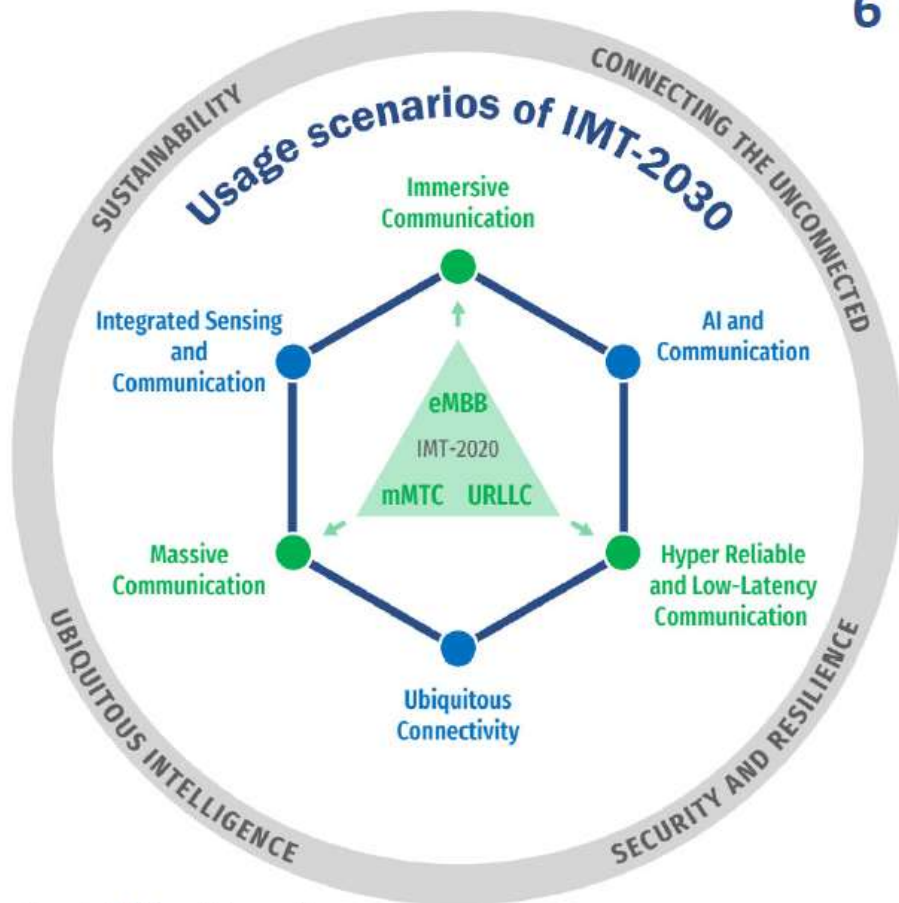 6
SUSTAINABILITY
CONNECTING THE UNCONNECTED
Usage scenarios of IMT-2030
Immersive
Communication
Integrated Sensing
and
Communication
AI and
Communication
eMBB
IMT-2020
mMTC URLLC
Massive
Communication
Hyper Reliable
and Low-Latency
Communication
Ubiquitous
Connectivity
UBIQUITOUS INTELLIGENCE
SECURITY AND RESILIENCE